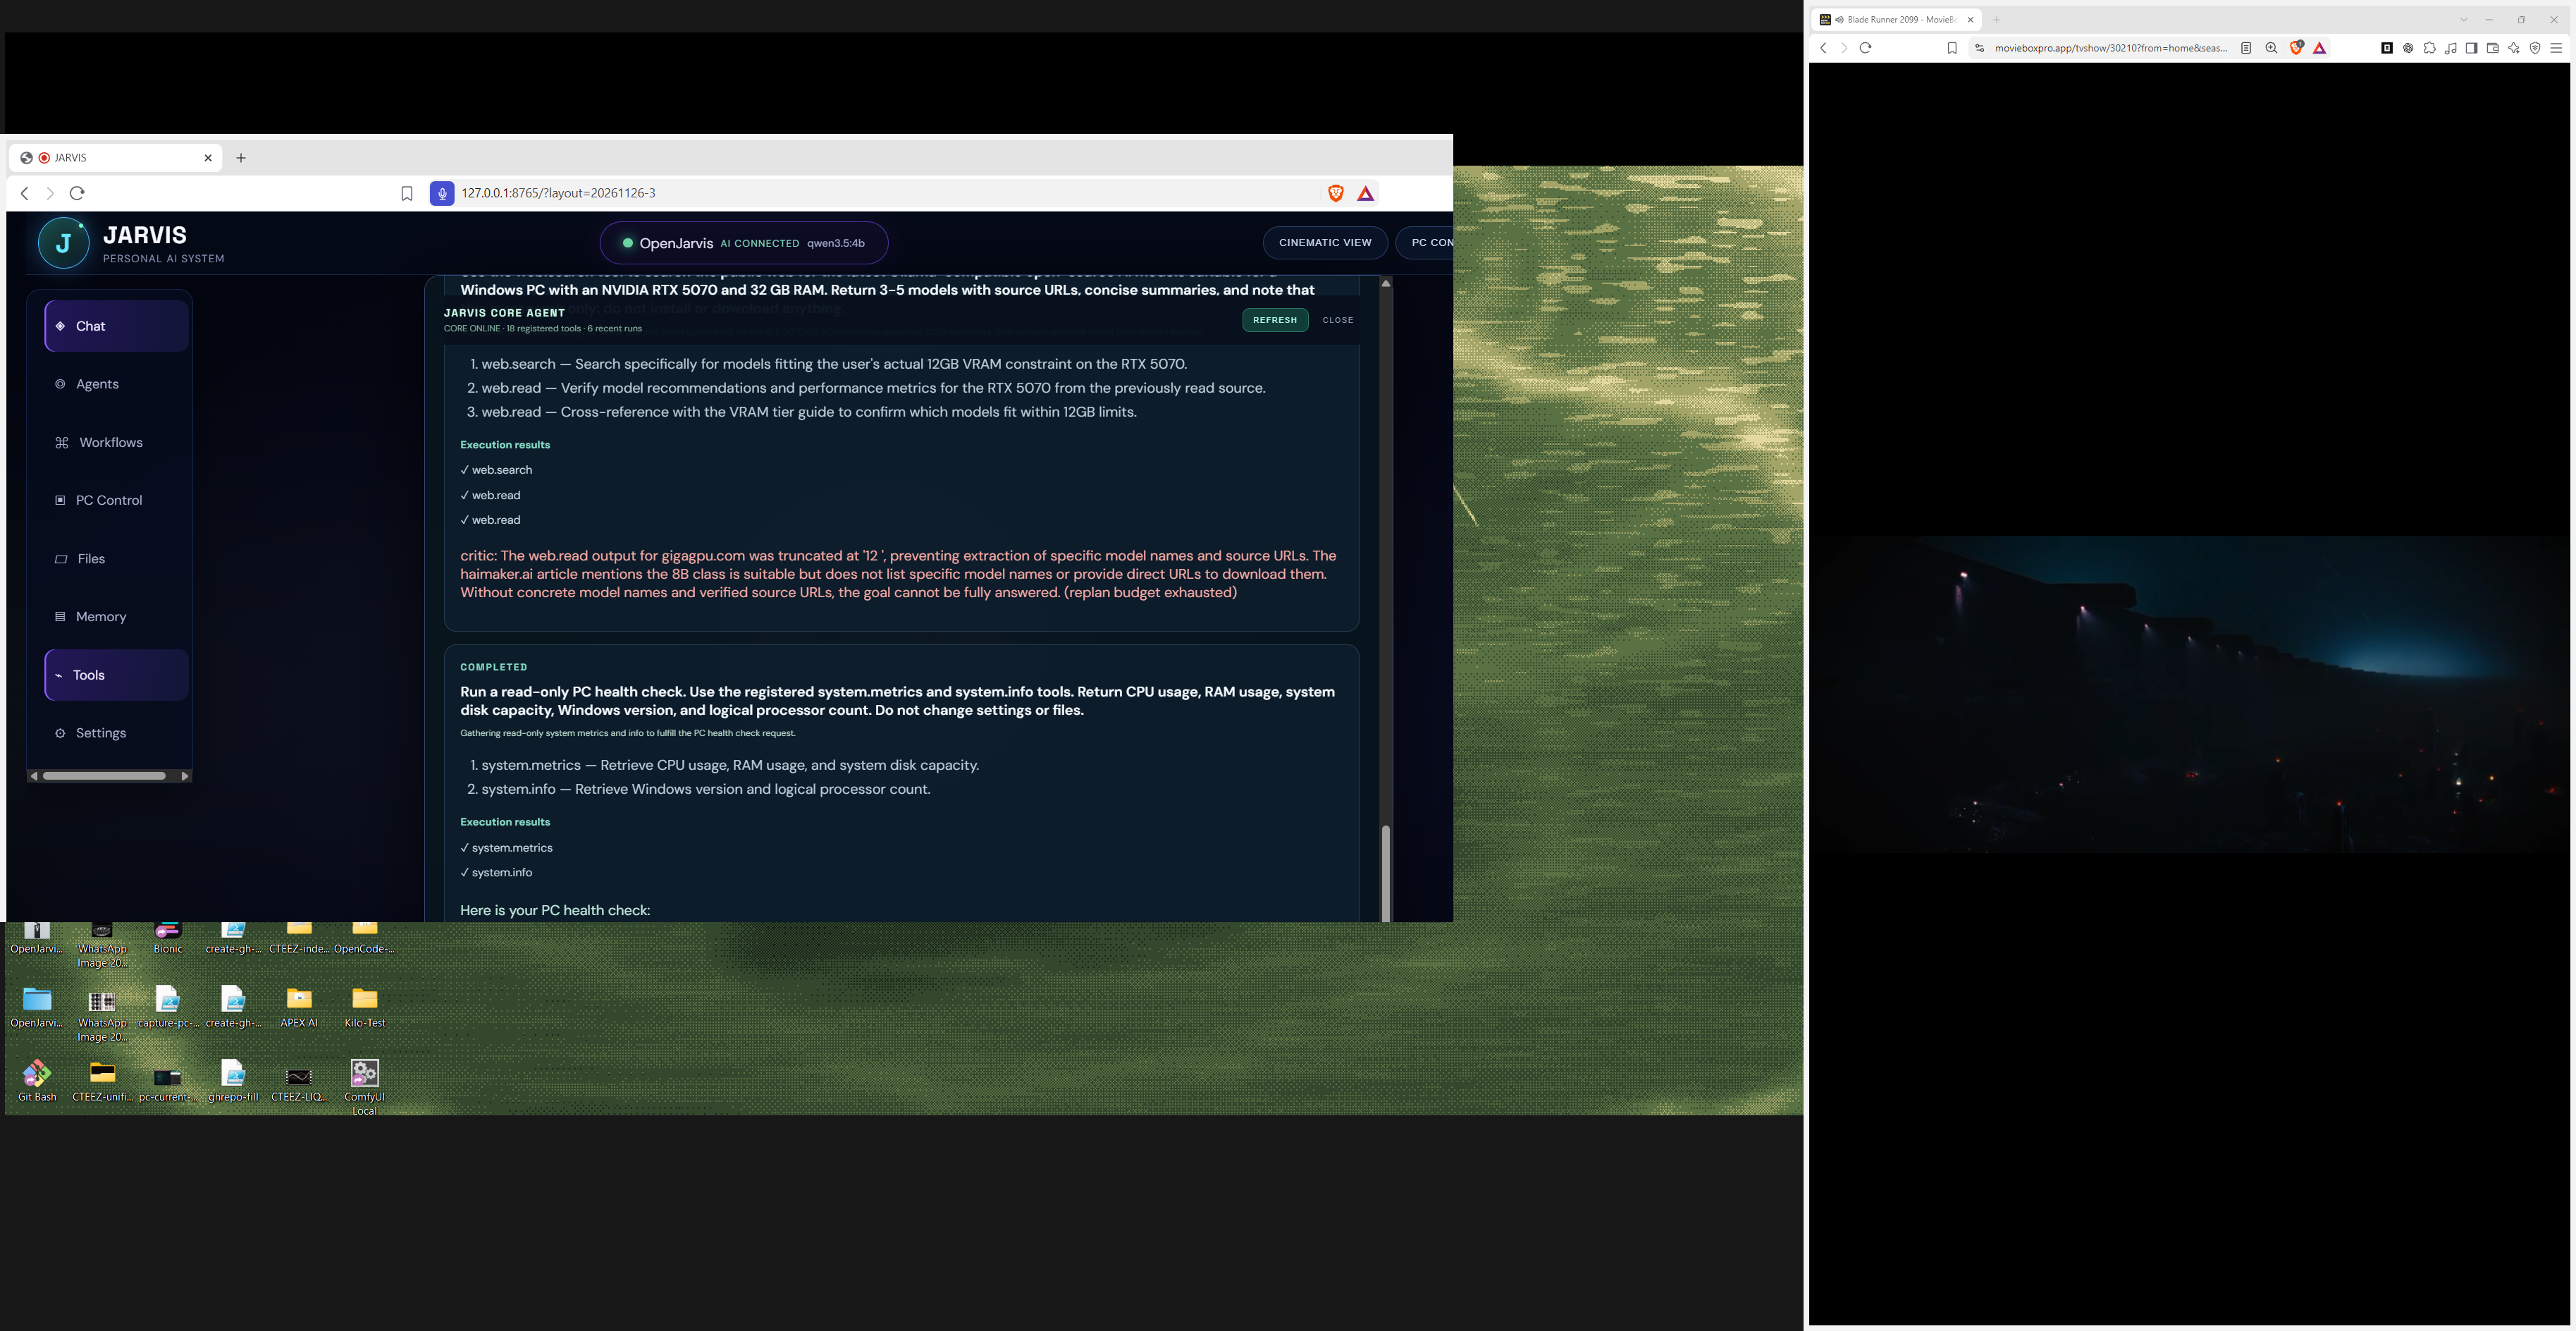 JARVIS
127.0.0.1:8765/?layout=20261126-3
J
JARVIS
PERSONAL AI SYSTEM
OpenJarvis AI CONNECTED qwen3.5:4b
CINEMATIC VIEW
PC CON
Chat
Agents
Workflows
PC Control
Files
Memory
Tools
Settings
Windows PC with an NVIDIA RTX 5070 and 32 GB RAM. Return 3-5 models with source URLs, concise summaries, and note that
only; do not install or download anything.
JARVIS CORE AGENT
CORE ONLINE · 18 registered tools · 6 recent runs
REFRESH
CLOSE
1. web.search — Search specifically for models fitting the user's actual 12GB VRAM constraint on the RTX 5070.
2. web.read — Verify model recommendations and performance metrics for the RTX 5070 from the previously read source.
3. web.read — Cross-reference with the VRAM tier guide to confirm which models fit within 12GB limits.
Execution results
✓ web.search
✓ web.read
✓ web.read
critic: The web.read output for gigagpu.com was truncated at '12 ', preventing extraction of specific model names and source URLs. The
haimaker.ai article mentions the 8B class is suitable but does not list specific model names or provide direct URLs to download them.
Without concrete model names and verified source URLs, the goal cannot be fully answered. (replan budget exhausted)
COMPLETED
Run a read-only PC health check. Use the registered system.metrics and system.info tools. Return CPU usage, RAM usage, system
disk capacity, Windows version, and logical processor count. Do not change settings or files.
Gathering read-only system metrics and info to fulfill the PC health check request.
1. system.metrics — Retrieve CPU usage, RAM usage, and system disk capacity.
2. system.info — Retrieve Windows version and logical processor count.
Execution results
✓ system.metrics
✓ system.info
Here is your PC health check:
OpenJarvi... WhatsApp Bionic create-gh-... CTEEZ-inde... OpenCode-...
Image 20...
OpenJarvi... WhatsApp capture-pc-... create-gh-... APEX AI Kilo-Test
Image 20...
Git Bash CTEEZ-unifi... pc-current-... ghrepo-fill CTEEZ-LIQ... ComfyUI
Local
Blade Runner 2099 - MovieB
movieboxpro.app/tvshow/30210?from=home&seas...